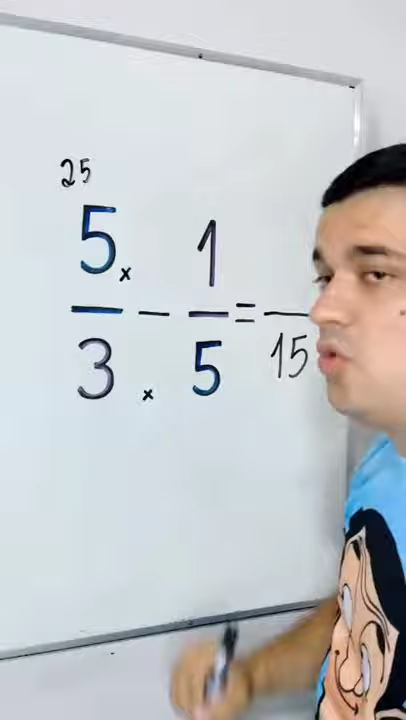 25
5 x 1
— - — = —
3 x 5 15